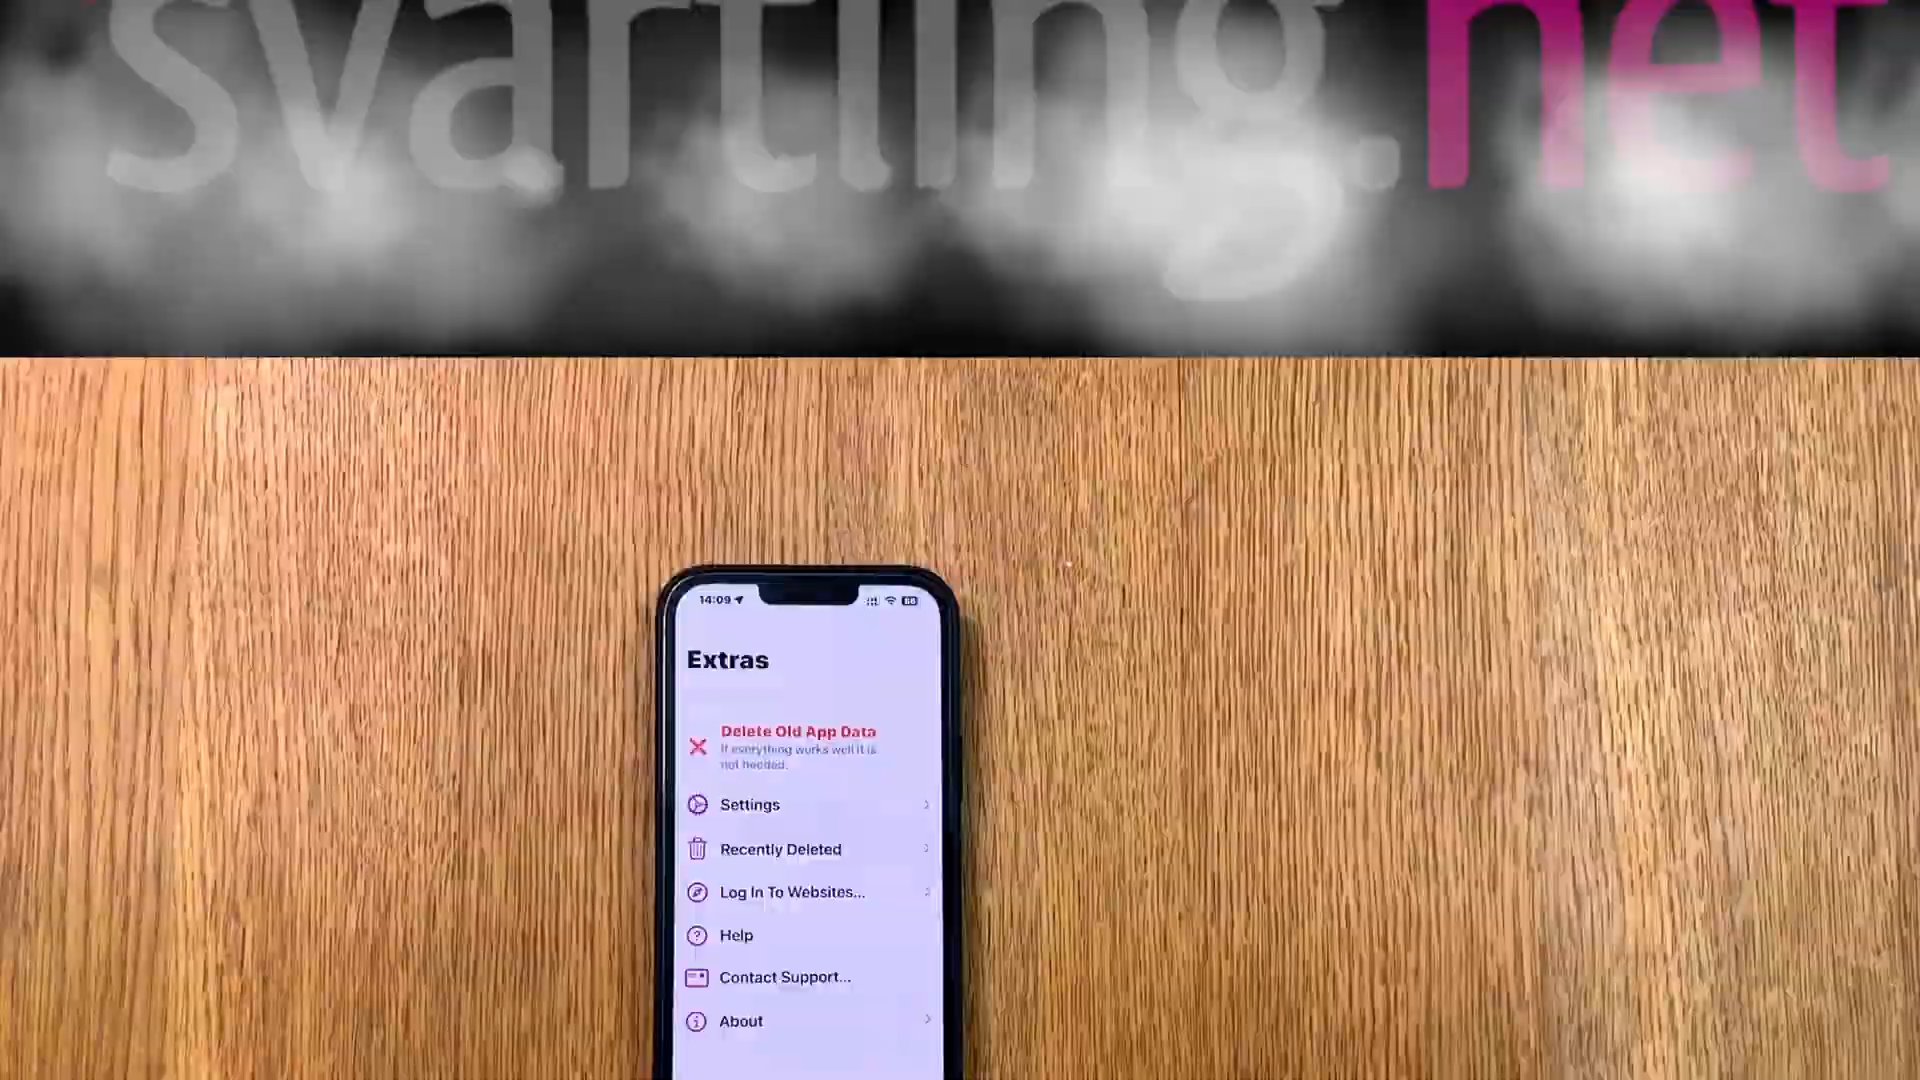 svartling.net
14:09
Extras
Delete Old App Data
If everything works well it is
not needed.
Settings
Recently Deleted
Log In To Websites...
Help
Contact Support...
About